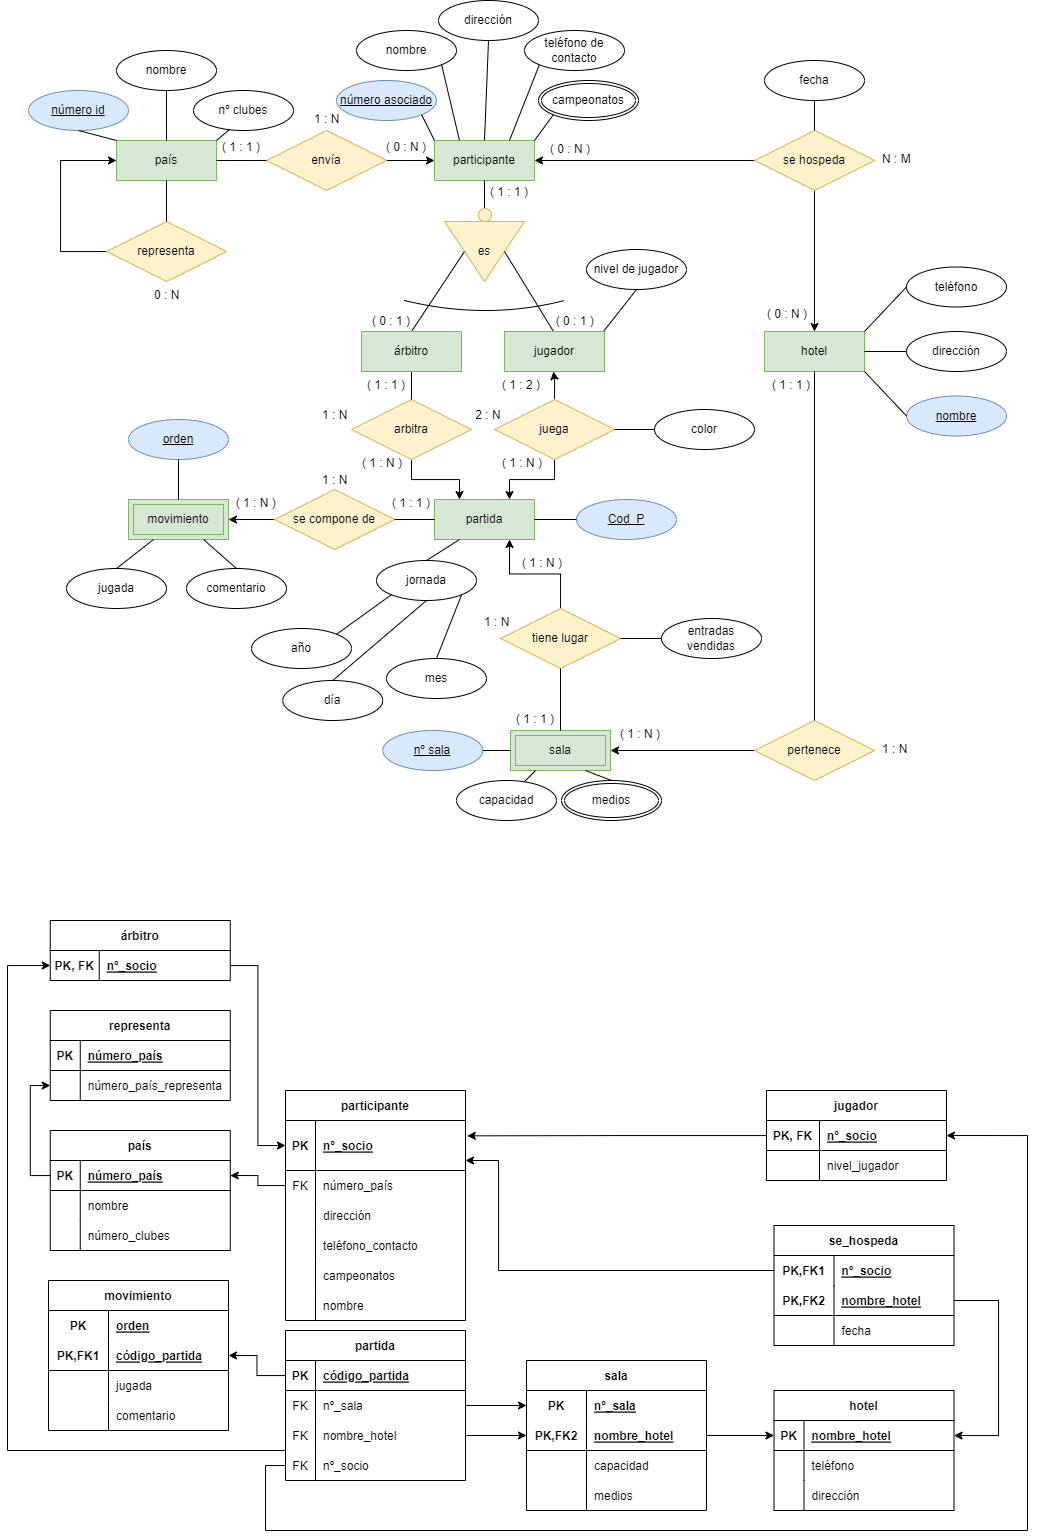 dirección
nombre
teléfono de
contacto
nombre
fecha
número id
nº clubes
número asociado
campeonatos
1 : N
país
( 1 : 1 )
envía
( 0 : N )
participante
( 0 : N )
se hospeda
N : M
( 1 : 1 )
representa
es
0 : N
nivel de jugador
teléfono
( 0 : 1 )
( 0 : 1 )
( 0 : N )
árbitro
jugador
hotel
dirección
( 1 : 1 )
( 1 : 2 )
( 1 : 1 )
1 : N
2 : N
nombre
arbitra
juega
color
orden
( 1 : N )
( 1 : N )
1 : N
( 1 : N )
( 1 : 1 )
movimiento
se compone de
partida
Cod_P
( 1 : N )
jugada
comentario
jornada
1 : N
año
tiene lugar
entradas
vendidas
mes
día
( 1 : 1 )
( 1 : N )
nº sala
sala
pertenece
1 : N
capacidad
medios
árbitro
PK, FK
nº_socio
representa
PK
número_país
número_país_representa
país
PK
número_país
nombre
número_clubes
movimiento
PK
orden
PK,FK1
código_partida
jugada
comentario
participante
PK
nº_socio
FK
número_país
dirección
teléfono_contacto
campeonatos
nombre
partida
PK
código_partida
FK
nº_sala
FK
nombre_hotel
FK
nº_socio
sala
PK
nº_sala
PK,FK2
nombre_hotel
capacidad
medios
jugador
PK, FK
nº_socio
nivel_jugador
se_hospeda
PK,FK1
nº_socio
PK,FK2
nombre_hotel
fecha
hotel
PK
nombre_hotel
teléfono
dirección